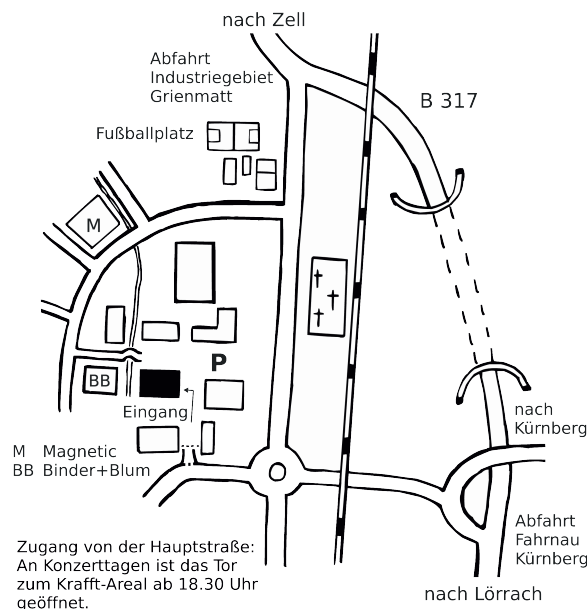 nach Zell
Abfahrt
Industriegebiet
Grienmatt
B 317
Fußballplatz
M
P
BB
Eingang
nach
Kürnberg
M Magnetic
BB Binder+Blum
Abfahrt
Fahrnau
Kürnberg
Zugang von der Hauptstraße:
An Konzerttagen ist das Tor
zum Krafft-Areal ab 18.30 Uhr
geöffnet.
nach Lörrach